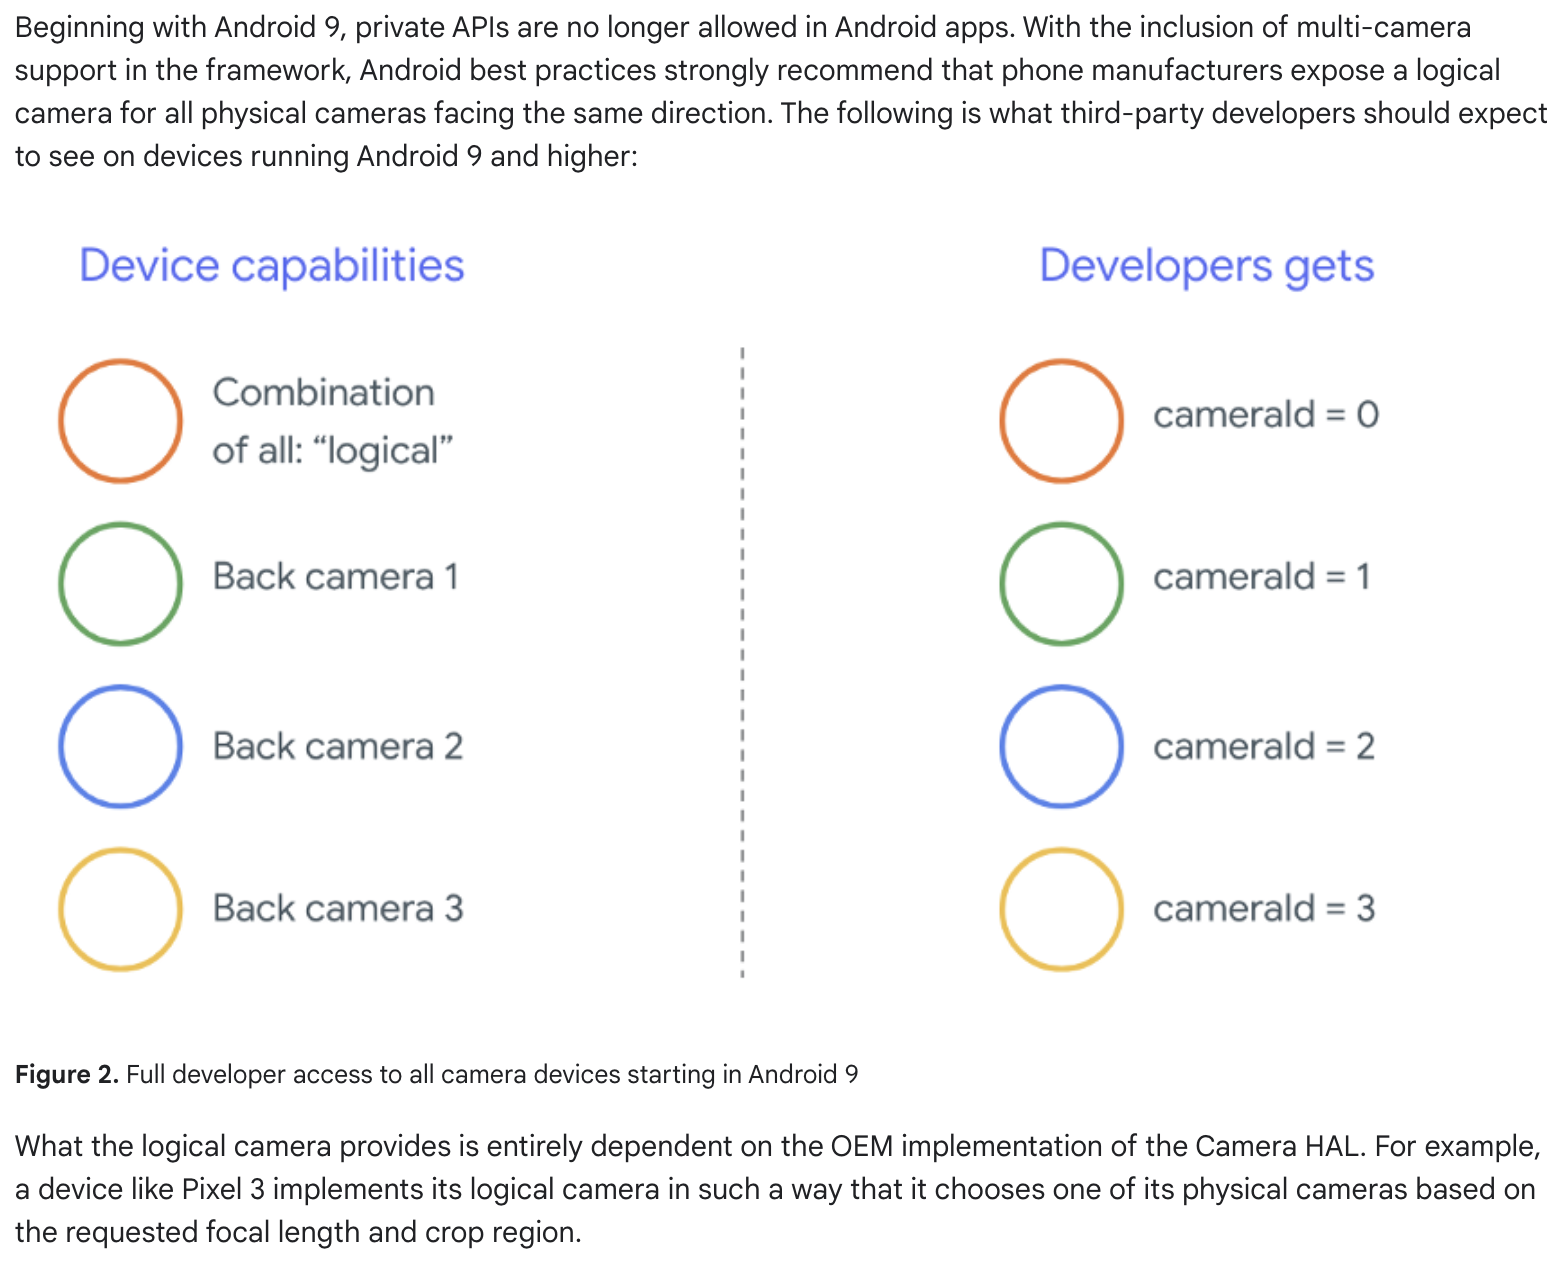 Beginning with Android 9, private APIs are no longer allowed in Android apps. With the inclusion of multi-camera
support in the framework, Android best practices strongly recommend that phone manufacturers expose a logical
camera for all physical cameras facing the same direction. The following is what third-party developers should expect
to see on devices running Android 9 and higher:
Device capabilities
Developers gets
Combination
of all: “logical”
cameraId = 0
Back camera 1
cameraId = 1
Back camera 2
cameraId = 2
Back camera 3
cameraId = 3
Figure 2. Full developer access to all camera devices starting in Android 9
What the logical camera provides is entirely dependent on the OEM implementation of the Camera HAL. For example,
a device like Pixel 3 implements its logical camera in such a way that it chooses one of its physical cameras based on
the requested focal length and crop region.